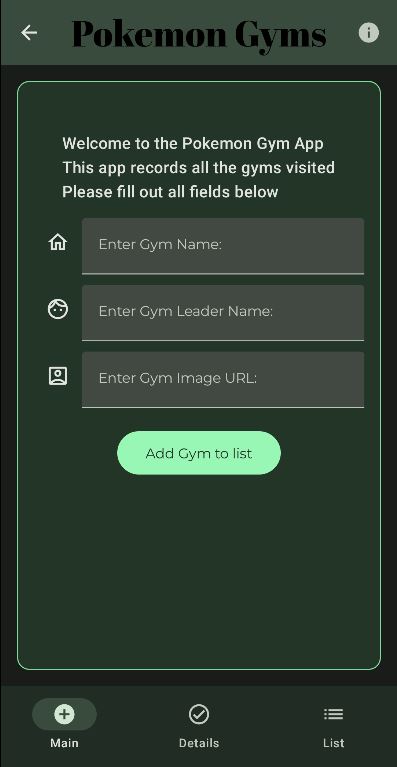 Pokemon Gyms
Welcome to the Pokemon Gym App
This app records all the gyms visited
Please fill out all fields below
Enter Gym Name:
Enter Gym Leader Name:
Enter Gym Image URL:
Add Gym to list
Main
Details
List